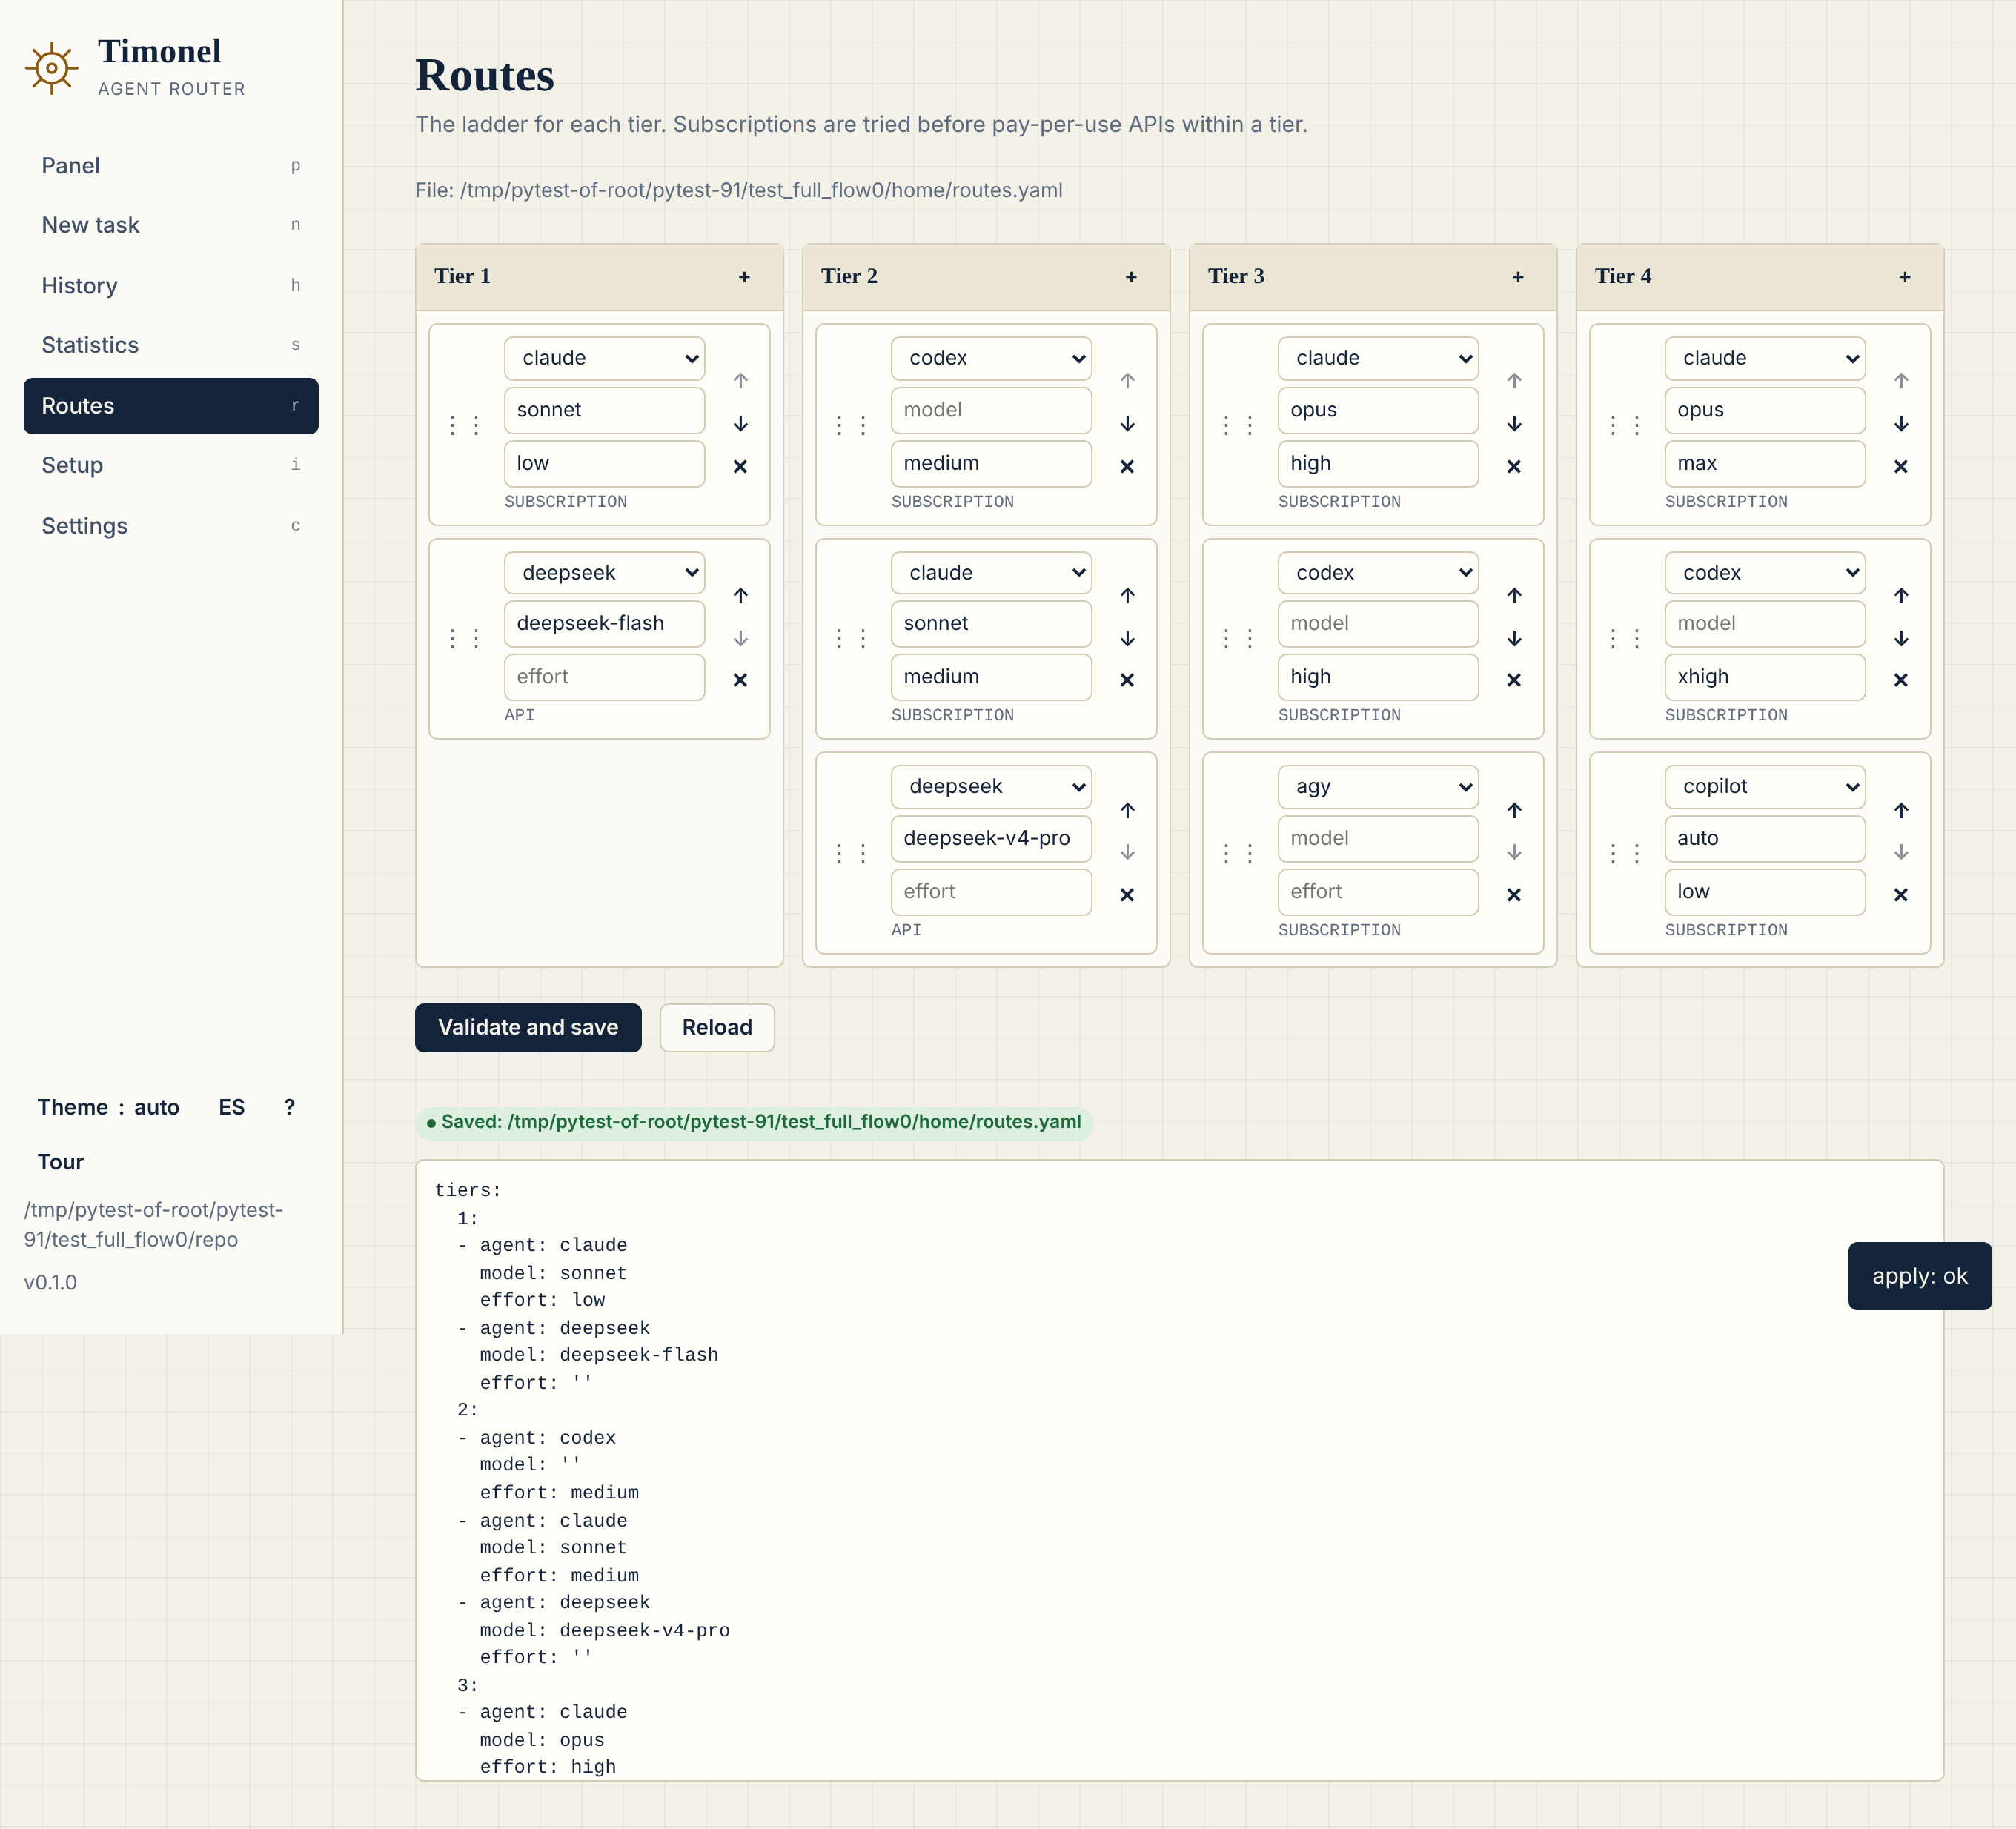 Timonel
AGENT ROUTER
Panel p
New task n
History h
Statistics s
Routes r
Setup i
Settings c
Theme : auto ES ?
Tour
/tmp/pytest-of-root/pytest-
91/test_full_flow0/repo
v0.1.0
Routes
The ladder for each tier. Subscriptions are tried before pay-per-use APIs within a tier.
File: /tmp/pytest-of-root/pytest-91/test_full_flow0/home/routes.yaml
Tier 1 +
claude
sonnet
low
SUBSCRIPTION
deepseek
deepseek-flash
effort
API
Tier 2 +
codex
model
medium
SUBSCRIPTION
claude
sonnet
medium
SUBSCRIPTION
deepseek
deepseek-v4-pro
effort
API
Tier 3 +
claude
opus
high
SUBSCRIPTION
codex
model
high
SUBSCRIPTION
agy
model
effort
SUBSCRIPTION
Tier 4 +
claude
opus
max
SUBSCRIPTION
codex
model
xhigh
SUBSCRIPTION
copilot
auto
low
SUBSCRIPTION
Validate and save Reload
Saved: /tmp/pytest-of-root/pytest-91/test_full_flow0/home/routes.yaml
tiers:
  1:
  - agent: claude
    model: sonnet
    effort: low
  - agent: deepseek
    model: deepseek-flash
    effort: ''
  2:
  - agent: codex
    model: ''
    effort: medium
  - agent: claude
    model: sonnet
    effort: medium
  - agent: deepseek
    model: deepseek-v4-pro
    effort: ''
  3:
  - agent: claude
    model: opus
    effort: high
apply: ok